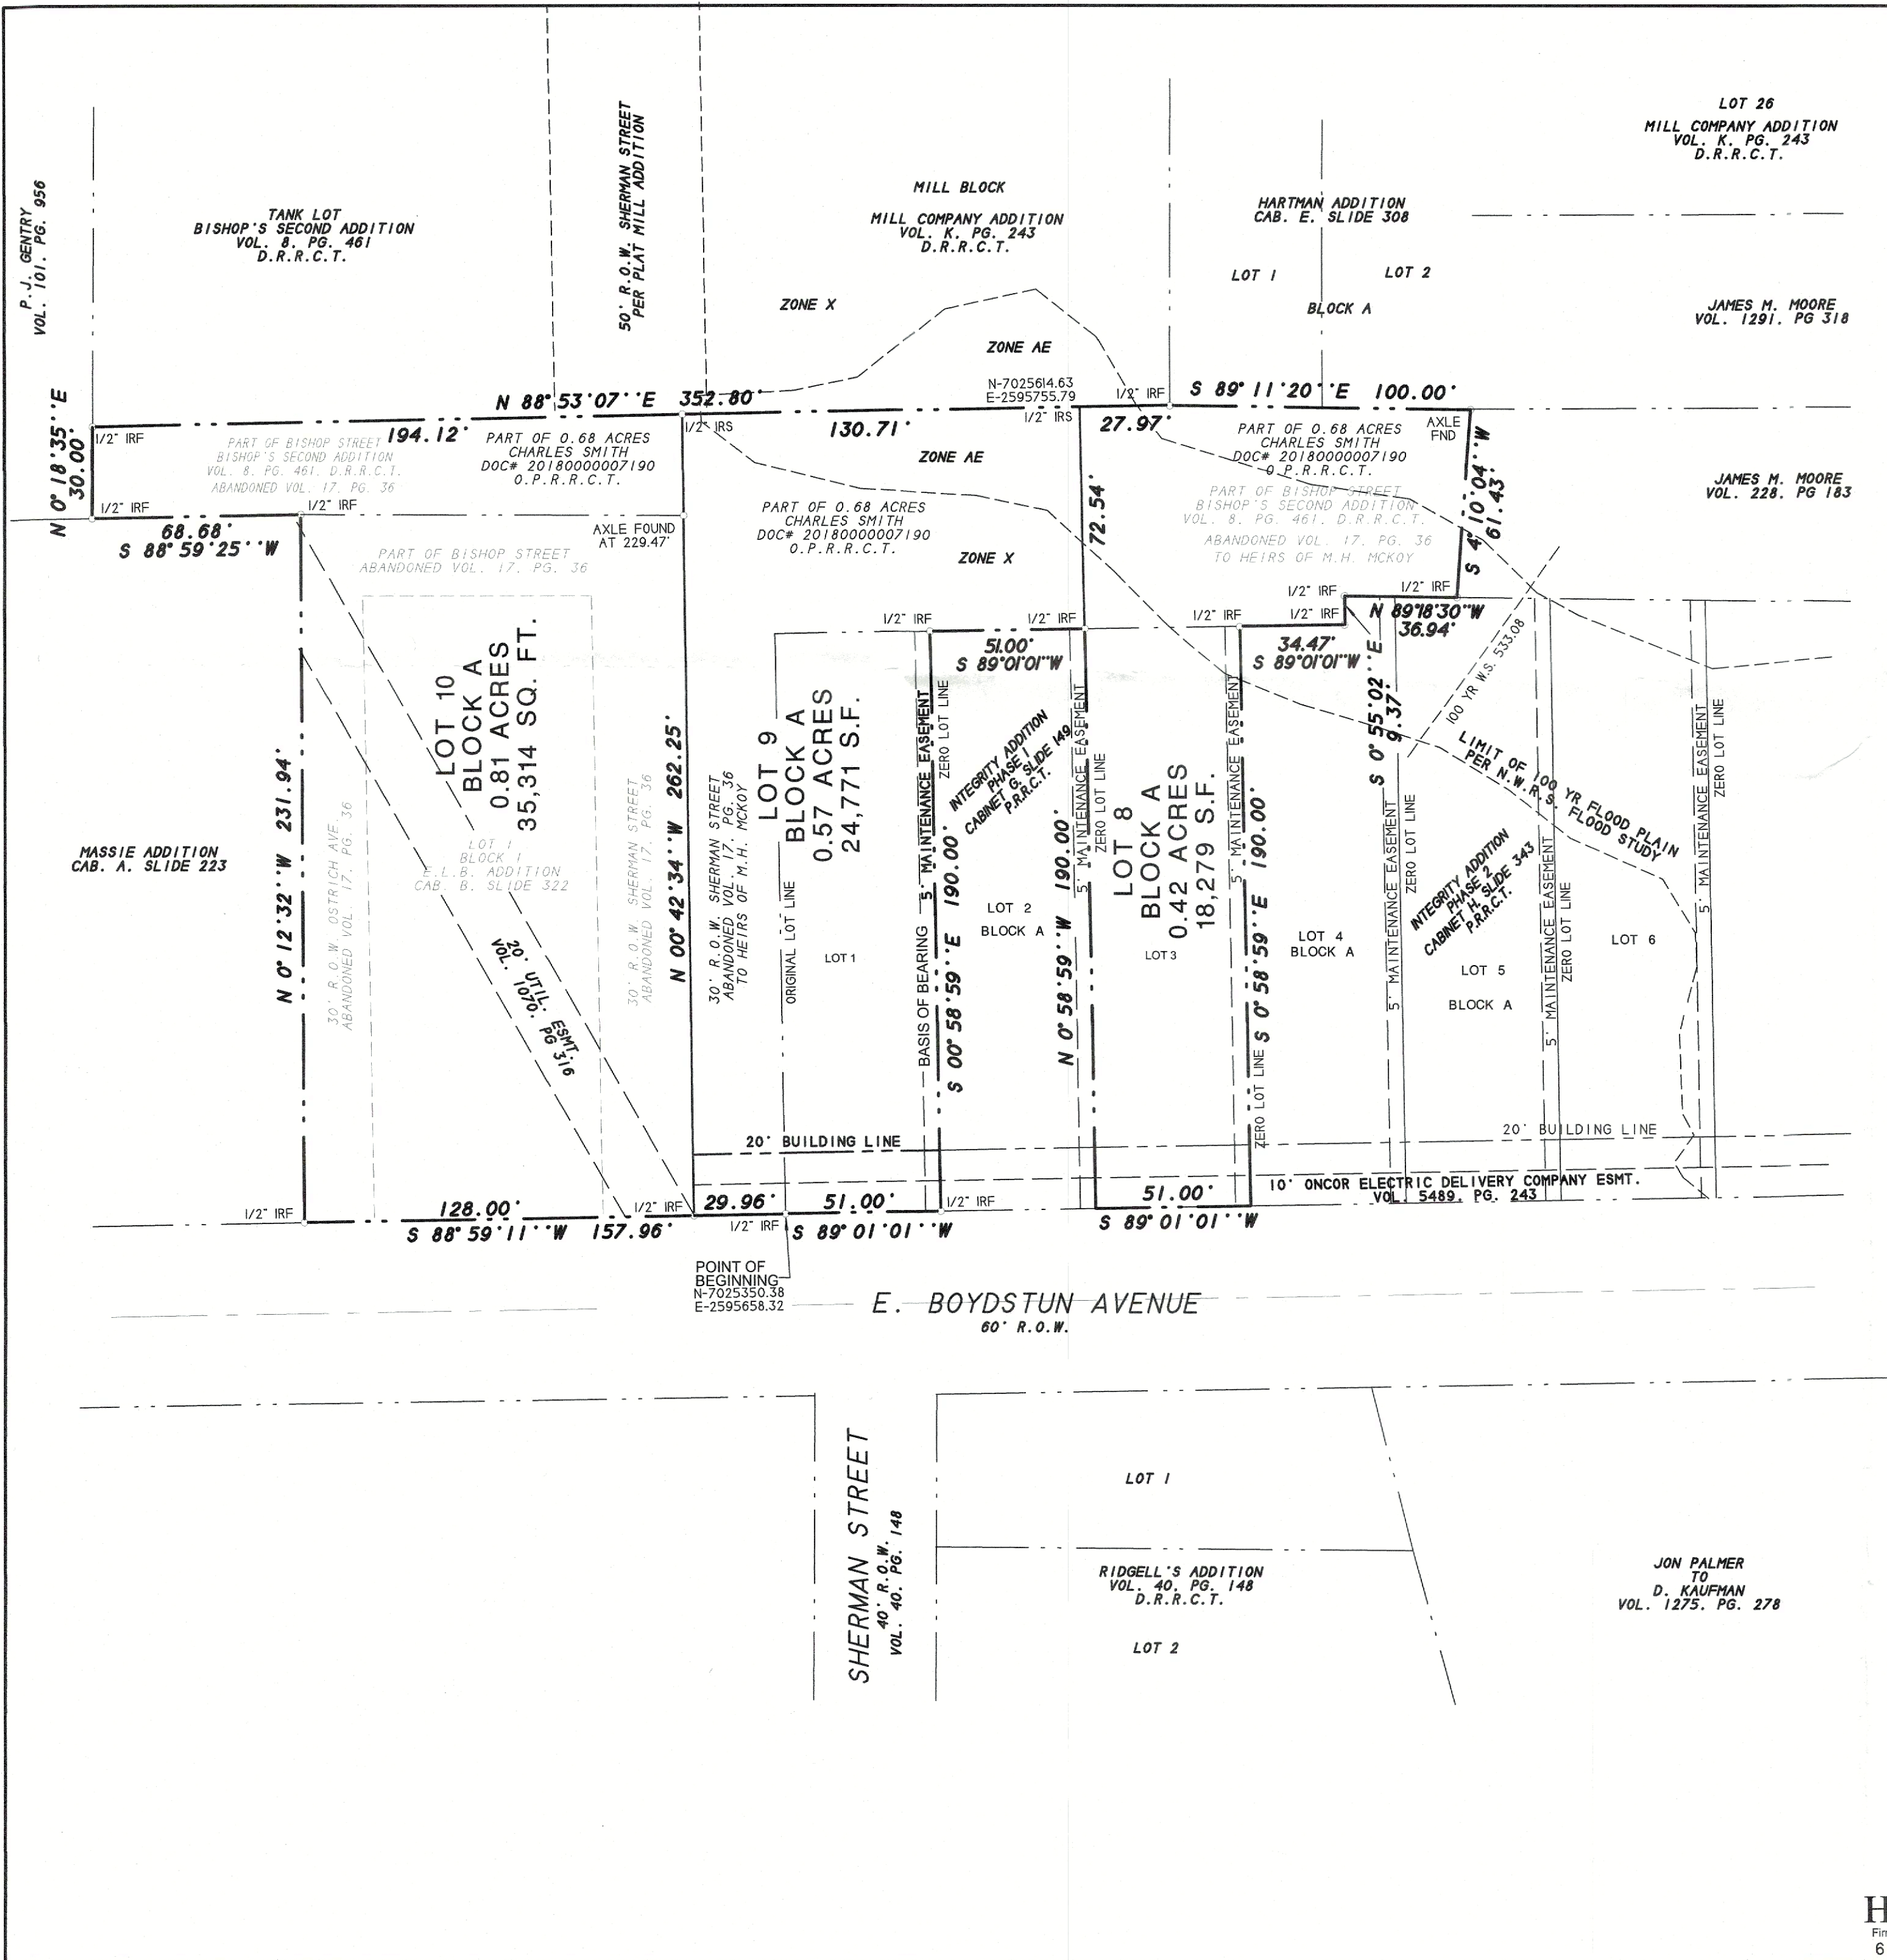 LOT 26
MILL COMPANY ADDITION
VOL. K. PG. 243
D.R.R.C.T.
P.J. GENTRY
VOL. 101. PG. 956
TANK LOT
BISHOP'S SECOND ADDITION
VOL. 8. PG. 461
D.R.R.C.T.
50' R.O.W. SHERMAN STREET
PER PLAT MILL ADDITION
MILL BLOCK
MILL COMPANY ADDITION
VOL. K. PG. 243
D.R.R.C.T.
HARTMAN ADDITION
CAB. E. SLIDE 308
LOT 1
LOT 2
BLOCK A
ZONE X
ZONE AE
JAMES M. MOORE
VOL. 1291. PG 318
N-7025614.63
E-2595755.79
1/2" IRF
S 89° 11'20''E 100.00'
N 88°53'07''E 352.80'
N 0°18'35''E
30.00'
1/2" IRF
194.12'
1/2" IRS
130.71'
1/2" IRS
27.97'
AXLE
FND
PART OF BISHOP STREET
BISHOP'S SECOND ADDITION
VOL. 8. PG. 461. D.R.R.C.T.
ABANDONED VOL. 17. PG. 36
PART OF 0.68 ACRES
CHARLES SMITH
DOC# 20180000007190
O.P.R.R.C.T.
ZONE AE
PART OF 0.68 ACRES
CHARLES SMITH
DOC# 20180000007190
O.P.R.R.C.T.
PART OF BISHOP STREET
BISHOP'S SECOND ADDITION
VOL. 8. PG. 461. D.R.R.C.T.
ABANDONED VOL. 17. PG. 36
TO HEIRS OF M.H. MCKOY
S 4°10'04''W
61.43'
JAMES M. MOORE
VOL. 228. PG 183
1/2" IRF
1/2" IRF
68.68'
S 88°59'25''W
AXLE FOUND
AT 229.47'
PART OF BISHOP STREET
ABANDONED VOL. 17. PG. 36
PART OF 0.68 ACRES
CHARLES SMITH
DOC# 20180000007190
O.P.R.R.C.T.
ZONE X
72.54'
1/2" IRF
1/2" IRF
1/2" IRF
1/2" IRF
1/2" IRF
N 89°18'30"W
36.94'
51.00'
S 89°01'01"W
34.47'
S 89°01'01"W
S 0°55'02''E
9.37'
100 YR W.S. 533.08
LOT 10
BLOCK A
0.81 ACRES
35,314 SQ. FT.
LOT 9
BLOCK A
0.57 ACRES
24,771 S.F.
LOT 8
BLOCK A
0.42 ACRES
18,279 S.F.
N 0°12'32''W 231.94'
MASSIE ADDITION
CAB. A. SLIDE 223
30' R.O.W. OSTRICH AVE.
ABANDONED VOL. 17. PG. 36
LOT 1
BLOCK 1
E.L.B. ADDITION
CAB. B. SLIDE 322
20' UTIL. ESMT.
VOL. 1070. PG 316
30' R.O.W. SHERMAN STREET
ABANDONED VOL. 17. PG. 36
N 00°42'34''W 262.25'
30' R.O.W. SHERMAN STREET
ABANDONED VOL. 17. PG. 36
TO HEIRS OF M.H. MCKOY
ORIGINAL LOT LINE
LOT 1
BASIS OF BEARING
5' MAINTENANCE EASEMENT
ZERO LOT LINE
S 00°58'59''E 190.00'
INTEGRITY ADDITION
PHASE 1
CABINET G. SLIDE 149
P.R.R.C.T.
LOT 2
BLOCK A
N 0°58'59''W 190.00'
5' MAINTENANCE EASEMENT
ZERO LOT LINE
LOT 3
5' MAINTENANCE EASEMENT
ZERO LOT LINE
S 0°58'59''E 190.00'
LOT 4
BLOCK A
5' MAINTENANCE EASEMENT
ZERO LOT LINE
INTEGRITY ADDITION
PHASE 2
CABINET H. SLIDE 343
P.R.R.C.T.
LOT 5
BLOCK A
5' MAINTENANCE EASEMENT
ZERO LOT LINE
LIMIT OF 100 YR FLOOD PLAIN
PER N.W.R.S. FLOOD STUDY
LOT 6
5' MAINTENANCE EASEMENT
ZERO LOT LINE
20' BUILDING LINE
20' BUILDING LINE
10' ONCOR ELECTRIC DELIVERY COMPANY ESMT.
VOL. 5489. PG. 243
1/2" IRF
128.00'
1/2" IRF
29.96'
51.00'
1/2" IRF
51.00'
S 88°59'11''W 157.96'
1/2" IRF
S 89°01'01''W
S 89°01'01''W
POINT OF
BEGINNING
N-7025350.38
E-2595658.32
E. BOYDSTUN AVENUE
60' R.O.W.
SHERMAN STREET
40' R.O.W.
VOL. 40. PG. 148
LOT 1
RIDGELL'S ADDITION
VOL. 40. PG. 148
D.R.R.C.T.
LOT 2
JON PALMER
TO
D. KAUFMAN
VOL. 1275. PG. 278